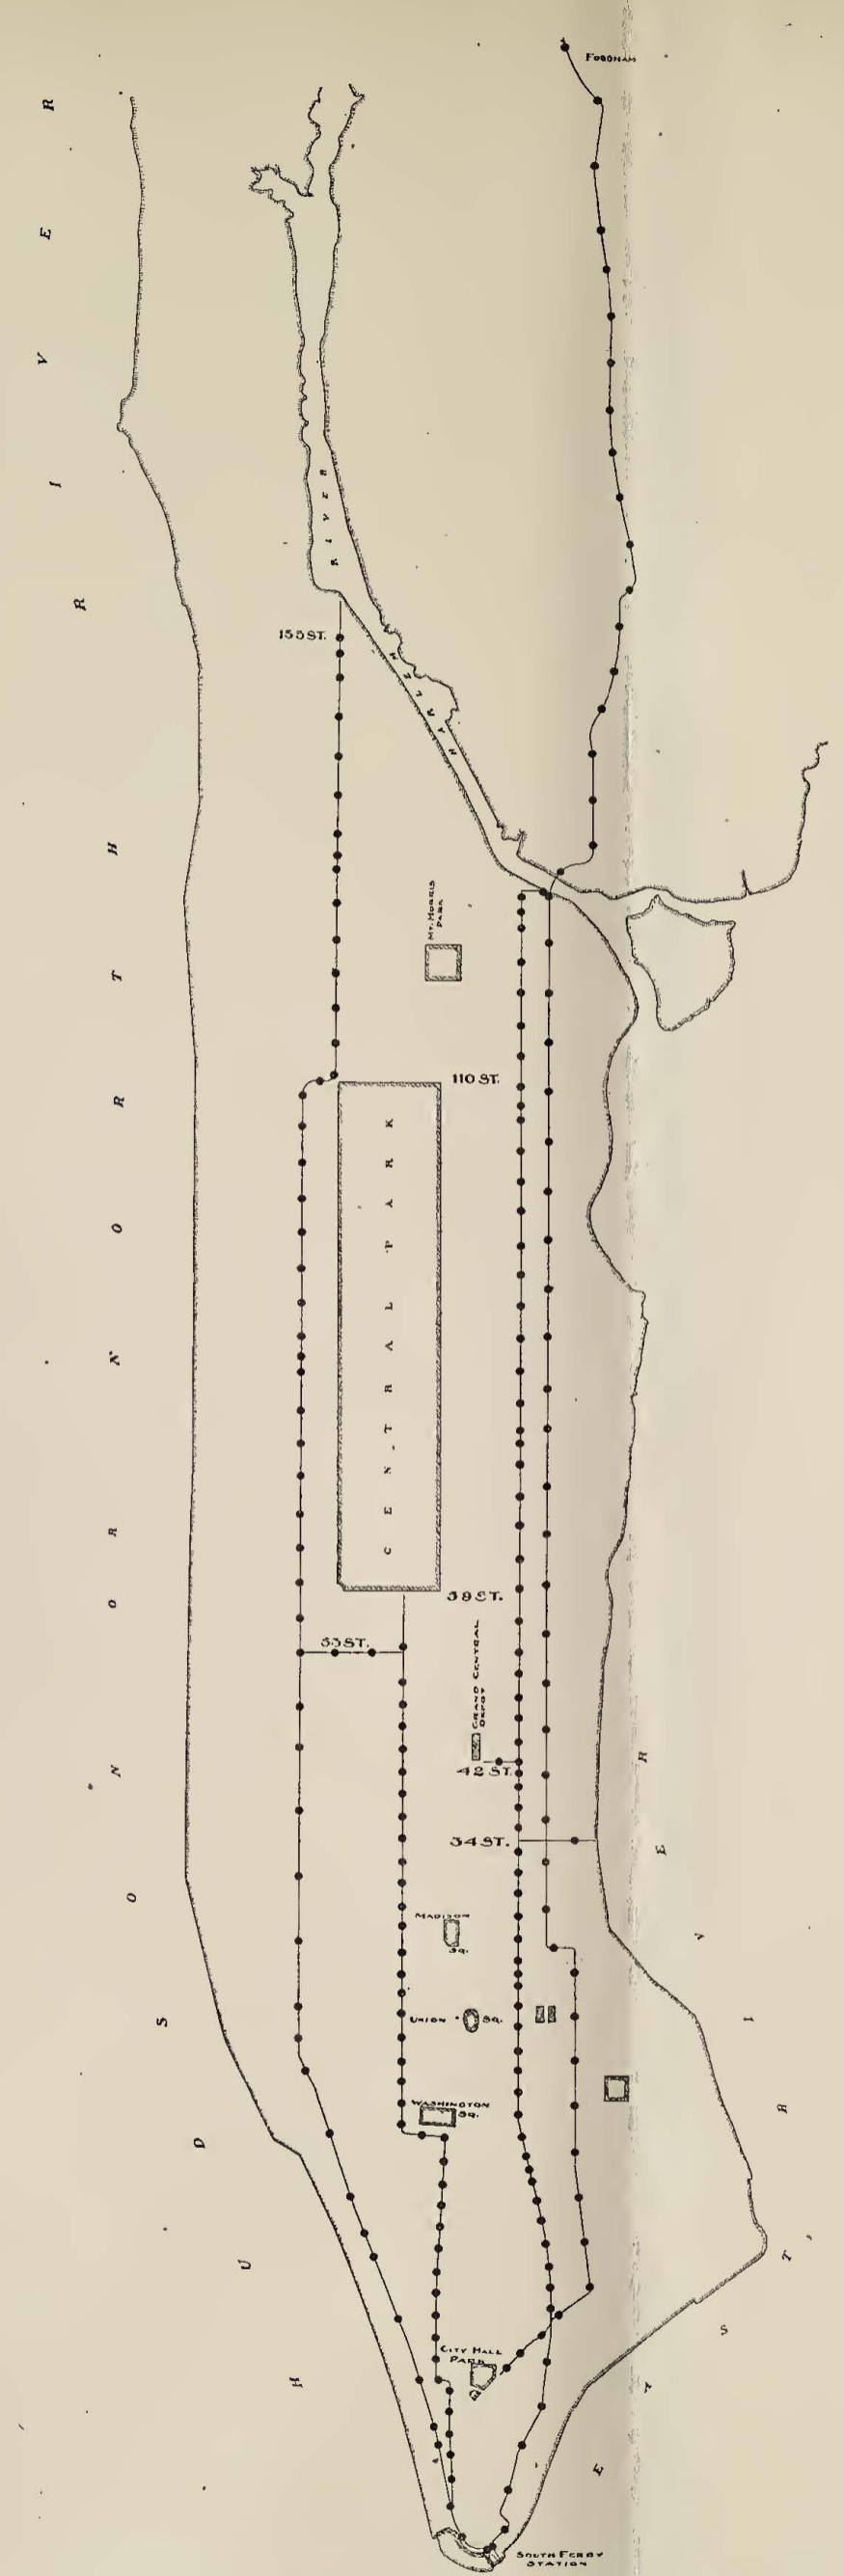 FORDHAM
HUDSON OR NORTH RIVER
HARLEM RIVER
155 ST.
MT. MORRIS
PARK
110 ST.
CENTRAL PARK
59 ST.
53 ST.
GRAND CENTRAL
DEPOT
42 ST.
34 ST.
MADISON
SQ.
UNION SQ.
WASHINGTON
SQ.
CITY HALL
PARK
EAST RIVER
SOUTH FERRY
STATION